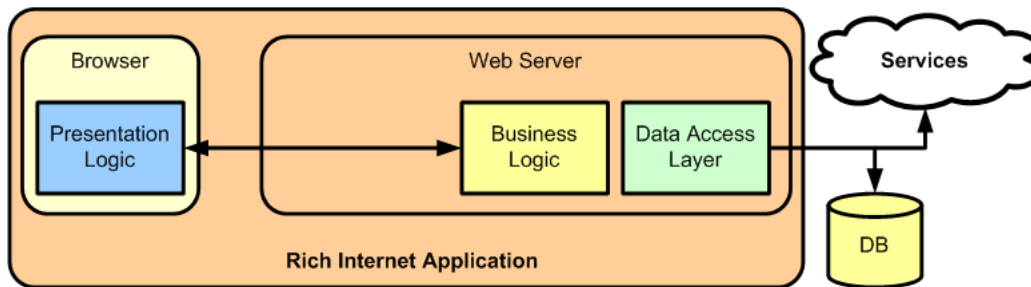 Browser
Web Server
Services
Presentation
Logic
Business
Logic
Data Access
Layer
DB
Rich Internet Application